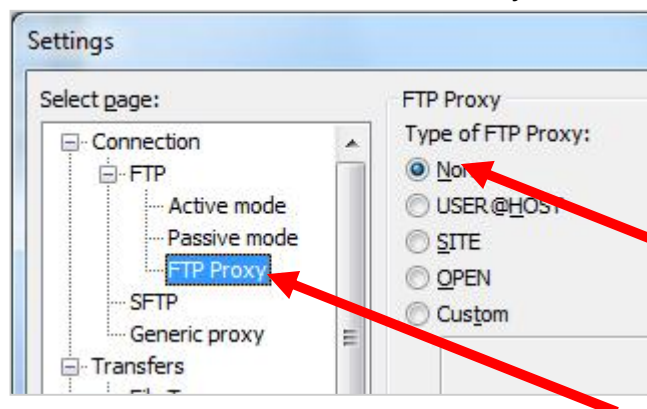 Settings
Select page:
Connection
FTP
Active mode
Passive mode
FTP Proxy
SFTP
Generic proxy
Transfers
FTP Proxy
Type of FTP Proxy:
USER@HOST
SITE
OPEN
Custom